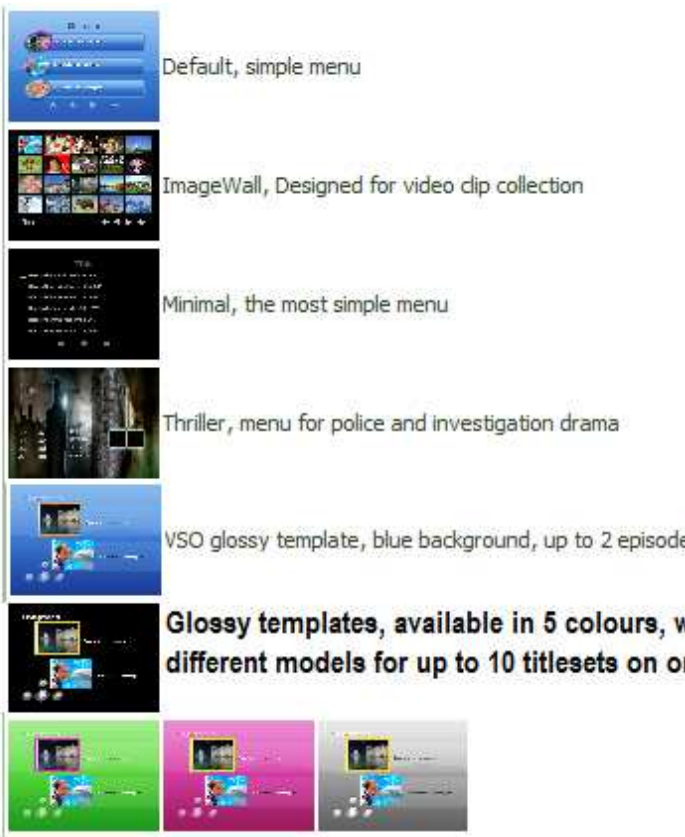 Default, simple menu
ImageWall, Designed for video clip collection
Minimal, the most simple menu
Thriller, menu for police and investigation drama
VSO glossy template, blue background, up to 2 episode
Glossy templates, available in 5 colours, w
different models for up to 10 titlesets on o